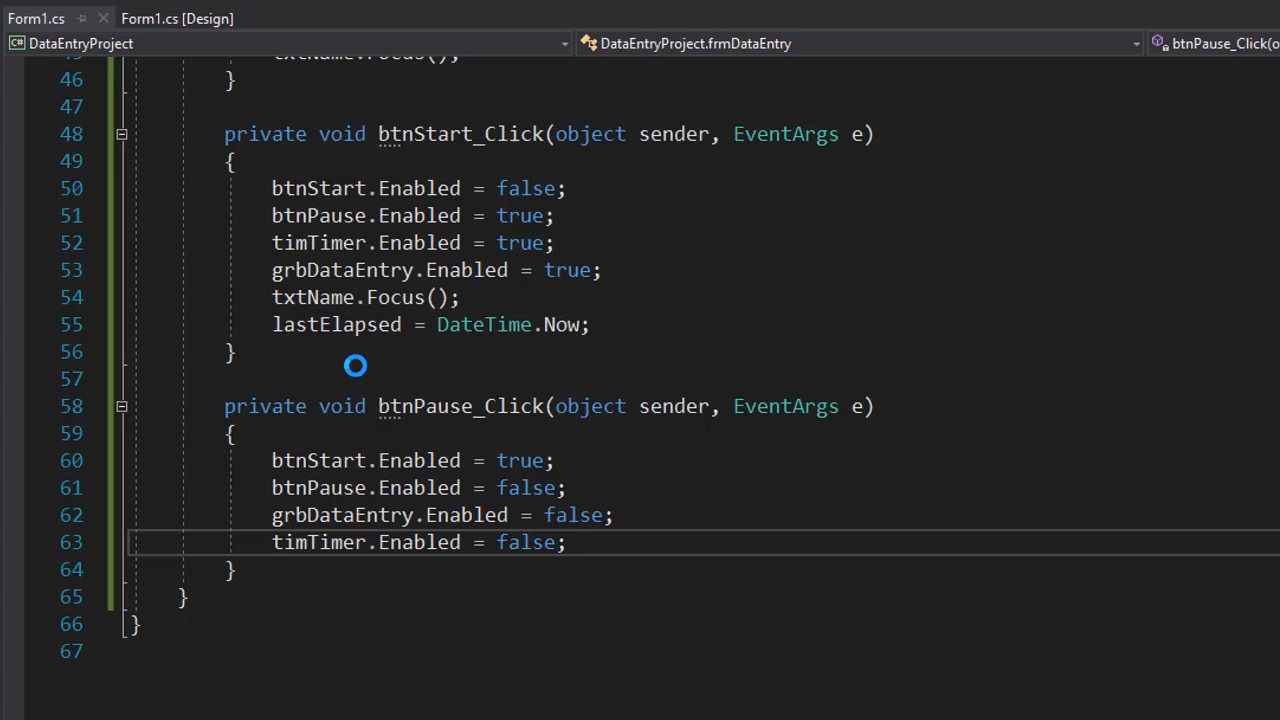 Form1.cs Form1.cs [Design]
DataEntryProject DataEntryProject.frmDataEntry btnPause_Click(o
txtName.Focus();
46 }
47
48 private void btnStart_Click(object sender, EventArgs e)
49 {
50 btnStart.Enabled = false;
51 btnPause.Enabled = true;
52 timTimer.Enabled = true;
53 grbDataEntry.Enabled = true;
54 txtName.Focus();
55 lastElapsed = DateTime.Now;
56 }
57
58 private void btnPause_Click(object sender, EventArgs e)
59 {
60 btnStart.Enabled = true;
61 btnPause.Enabled = false;
62 grbDataEntry.Enabled = false;
63 timTimer.Enabled = false;
64 }
65 }
66 }
67